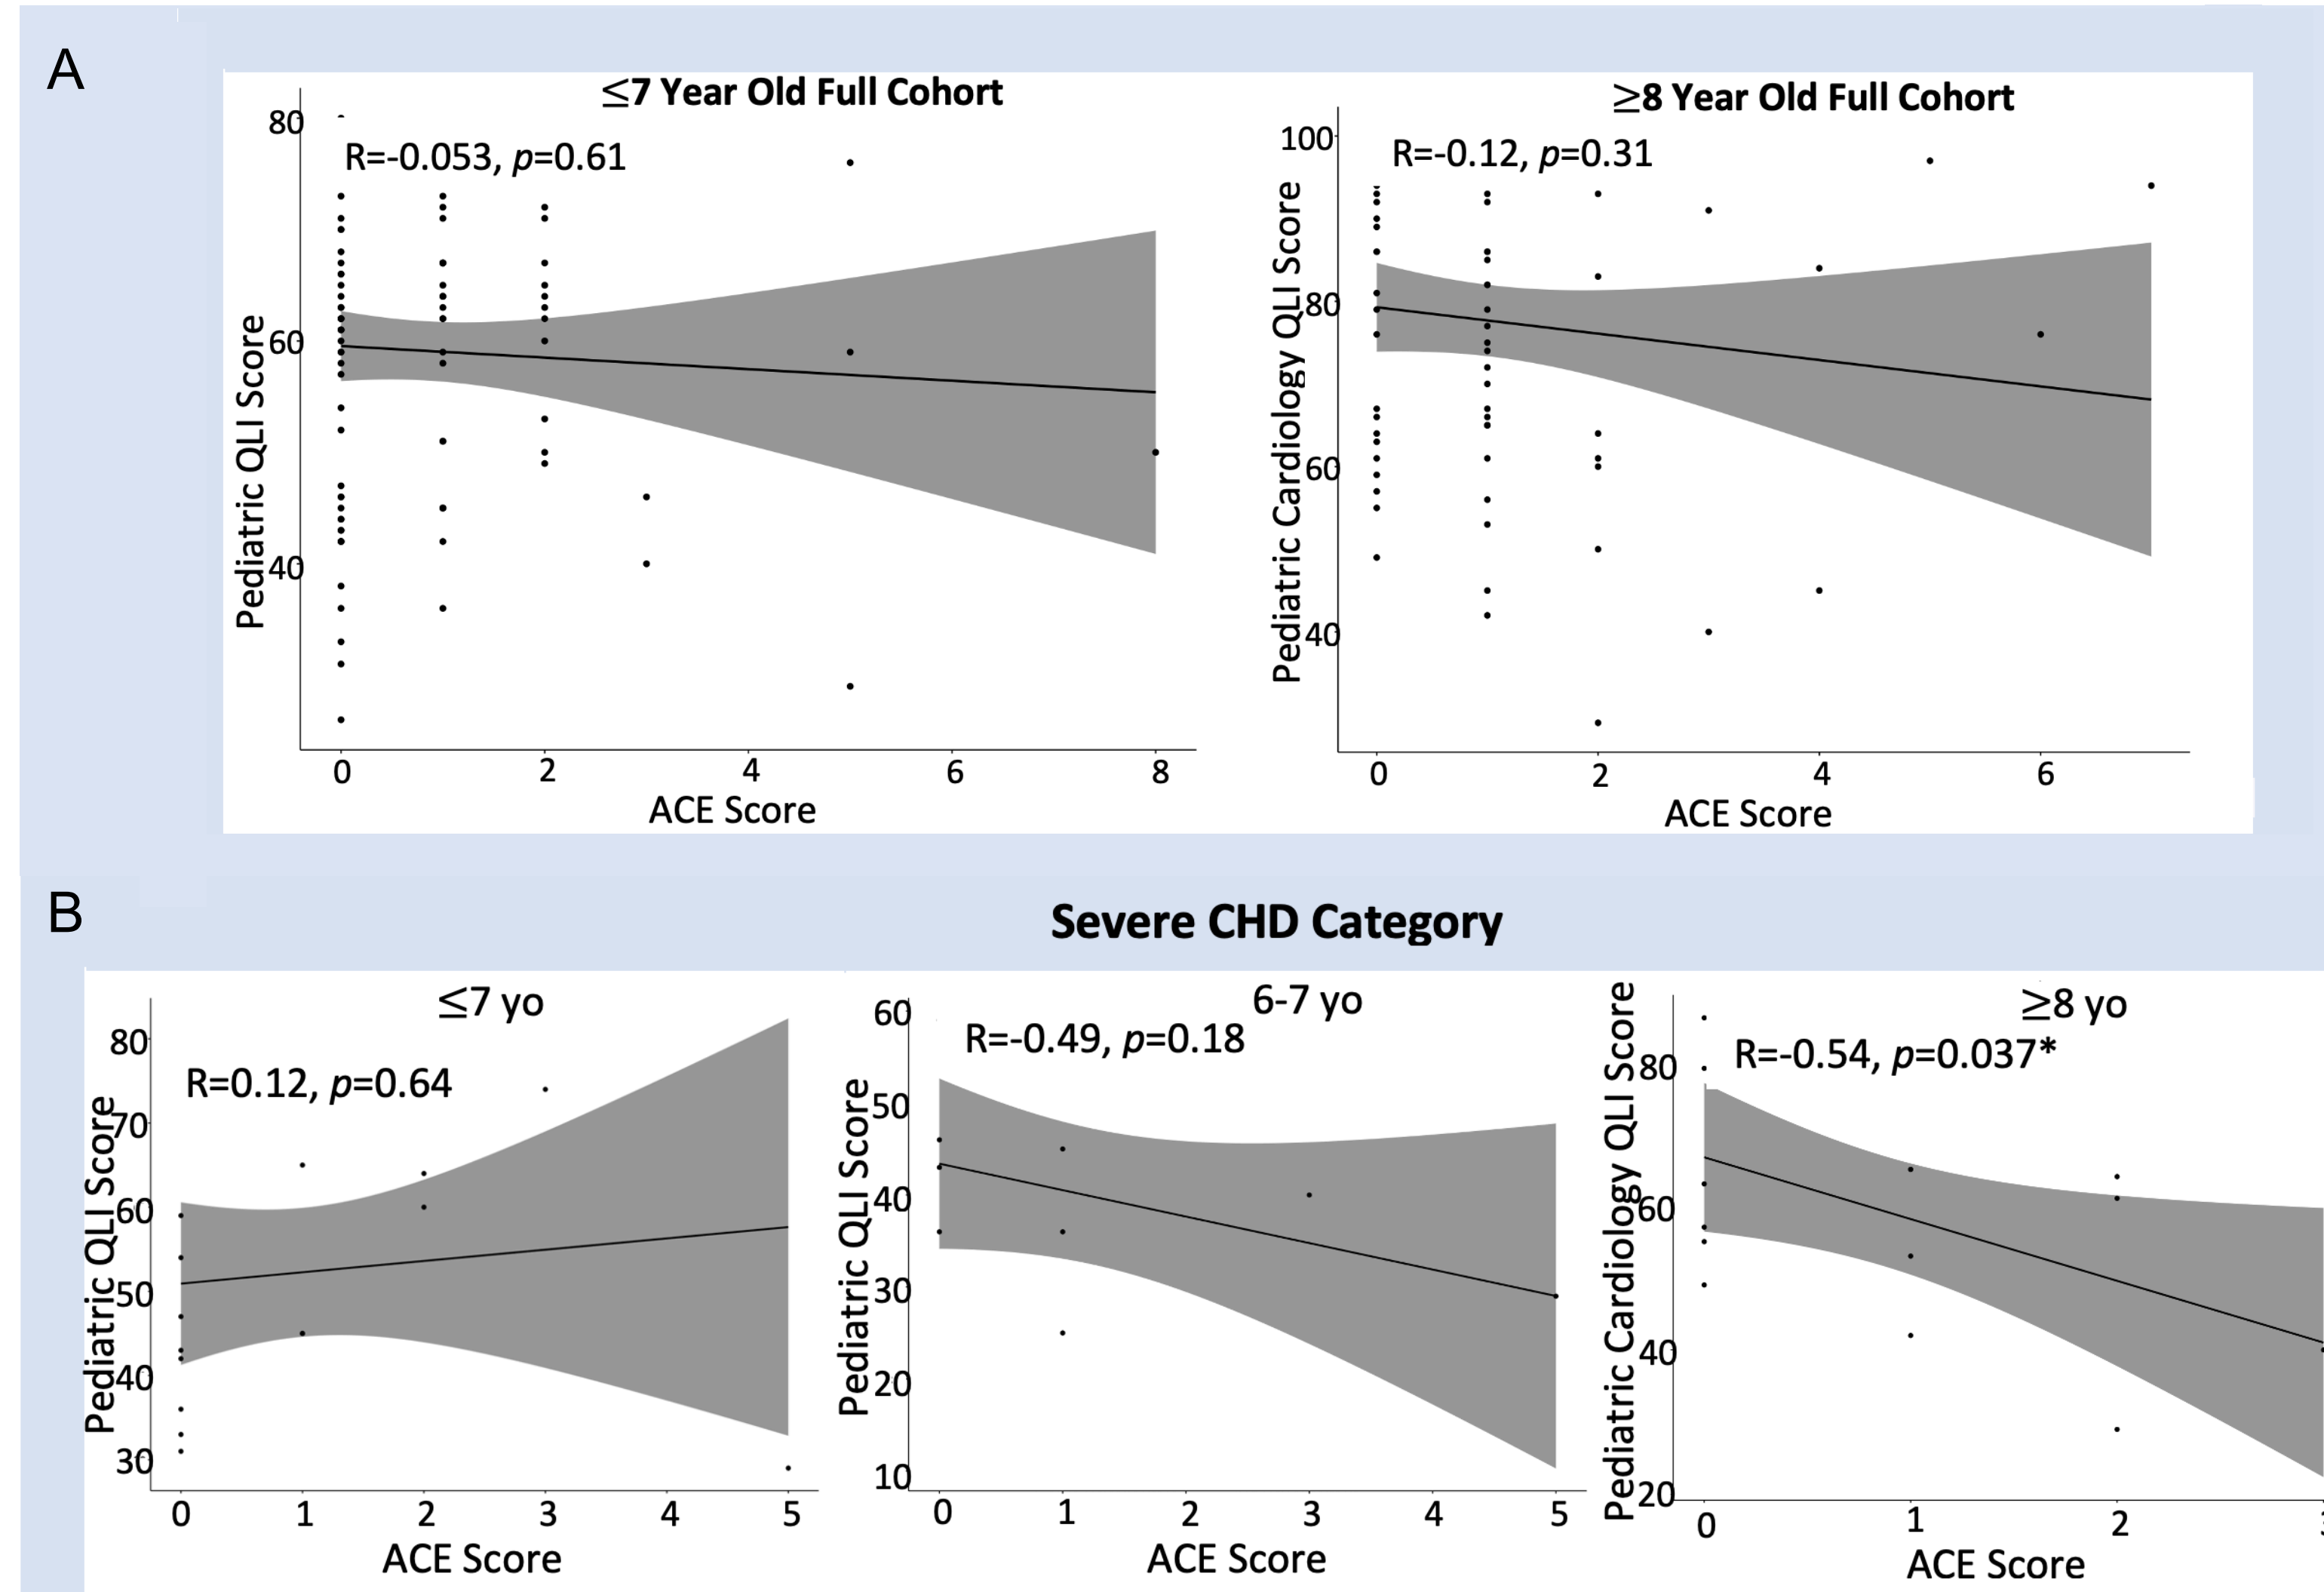 A
≤7 Year Old Full Cohort
R=-0.053, p=0.61
Pediatric QLI Score
80
60
40
0 2 4 6 8
ACE Score
≥8 Year Old Full Cohort
R=-0.12, p=0.31
Pediatric Cardiology QLI Score
100
80
60
40
0 2 4 6
ACE Score
B
Severe CHD Category
≤7 yo
R=0.12, p=0.64
Pediatric QLI Score
80
70
60
50
40
30
0 1 2 3 4 5
ACE Score
6-7 yo
R=-0.49, p=0.18
Pediatric QLI Score
60
50
40
30
20
10
0 1 2 3 4 5
ACE Score
≥8 yo
R=-0.54, p=0.037*
Pediatric Cardiology QLI Score
80
60
40
20
0 1 2
ACE Score